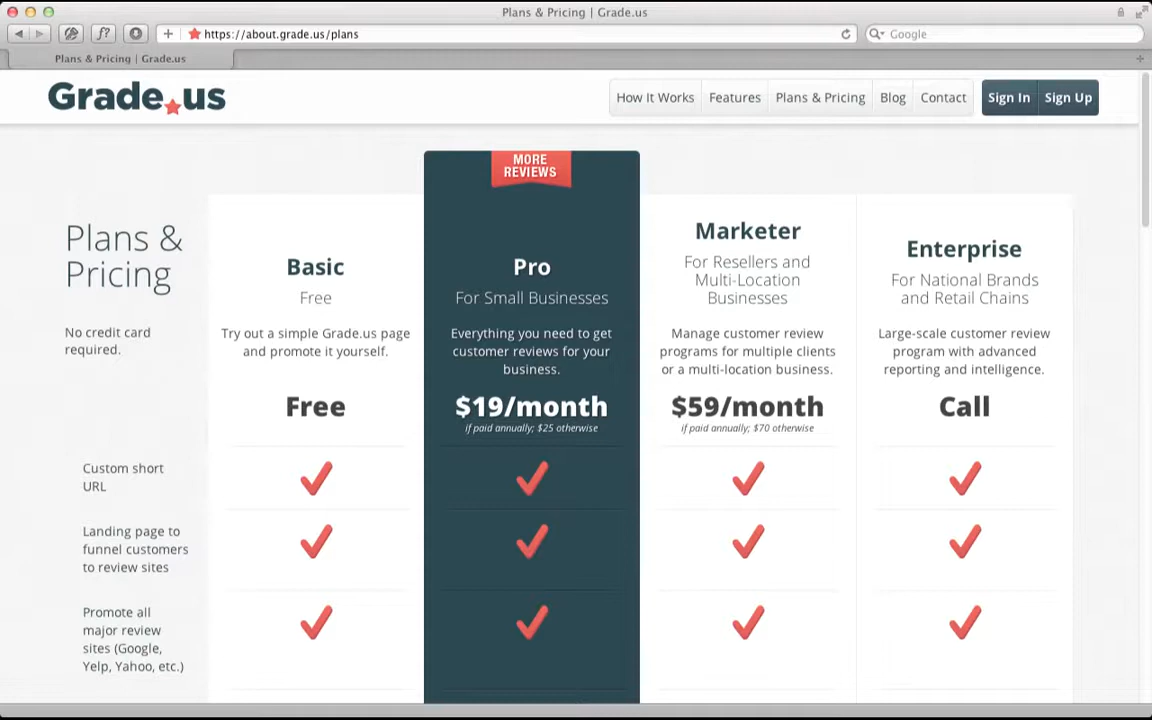 Plans & Pricing | Grade.us
f?
https://about.grade.us/plans
Google
Plans & Pricing | Grade.us
Grade.us
How It Works
Features
Plans & Pricing
Blog
Contact
Sign In
Sign Up
MORE
REVIEWS
Plans &
Pricing
No credit card
required.
Basic
Free
Try out a simple Grade.us page
and promote it yourself.
Free
Pro
For Small Businesses
Everything you need to get
customer reviews for your
business.
$19/month
if paid annually; $25 otherwise
Marketer
For Resellers and
Multi-Location
Businesses
Manage customer review
programs for multiple clients
or a multi-location business.
$59/month
if paid annually; $70 otherwise
Enterprise
For National Brands
and Retail Chains
Large-scale customer review
program with advanced
reporting and intelligence.
Call
Custom short
URL
Landing page to
funnel customers
to review sites
Promote all
major review
sites (Google,
Yelp, Yahoo, etc.)